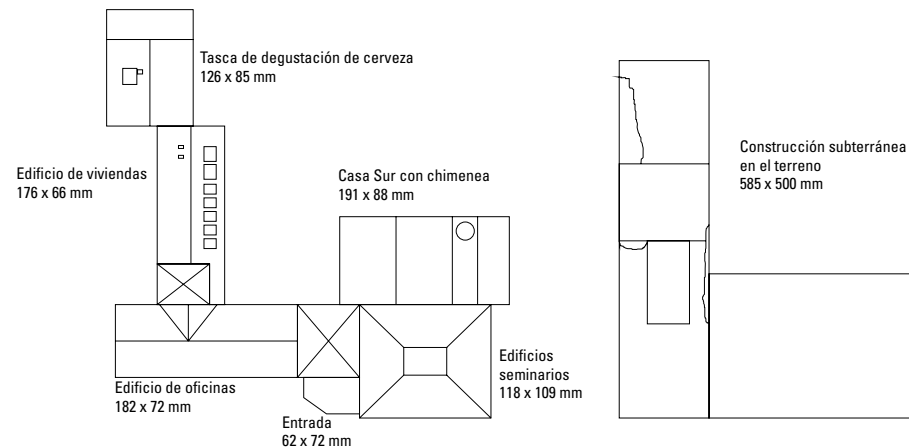 Tasca de degustación de cerveza
126 x 85 mm
Edificio de viviendas
176 x 66 mm
Casa Sur con chimenea
191 x 88 mm
Construcción subterránea
en el terreno
585 x 500 mm
Edificio de oficinas
182 x 72 mm
Entrada
62 x 72 mm
Edificios
seminarios
118 x 109 mm